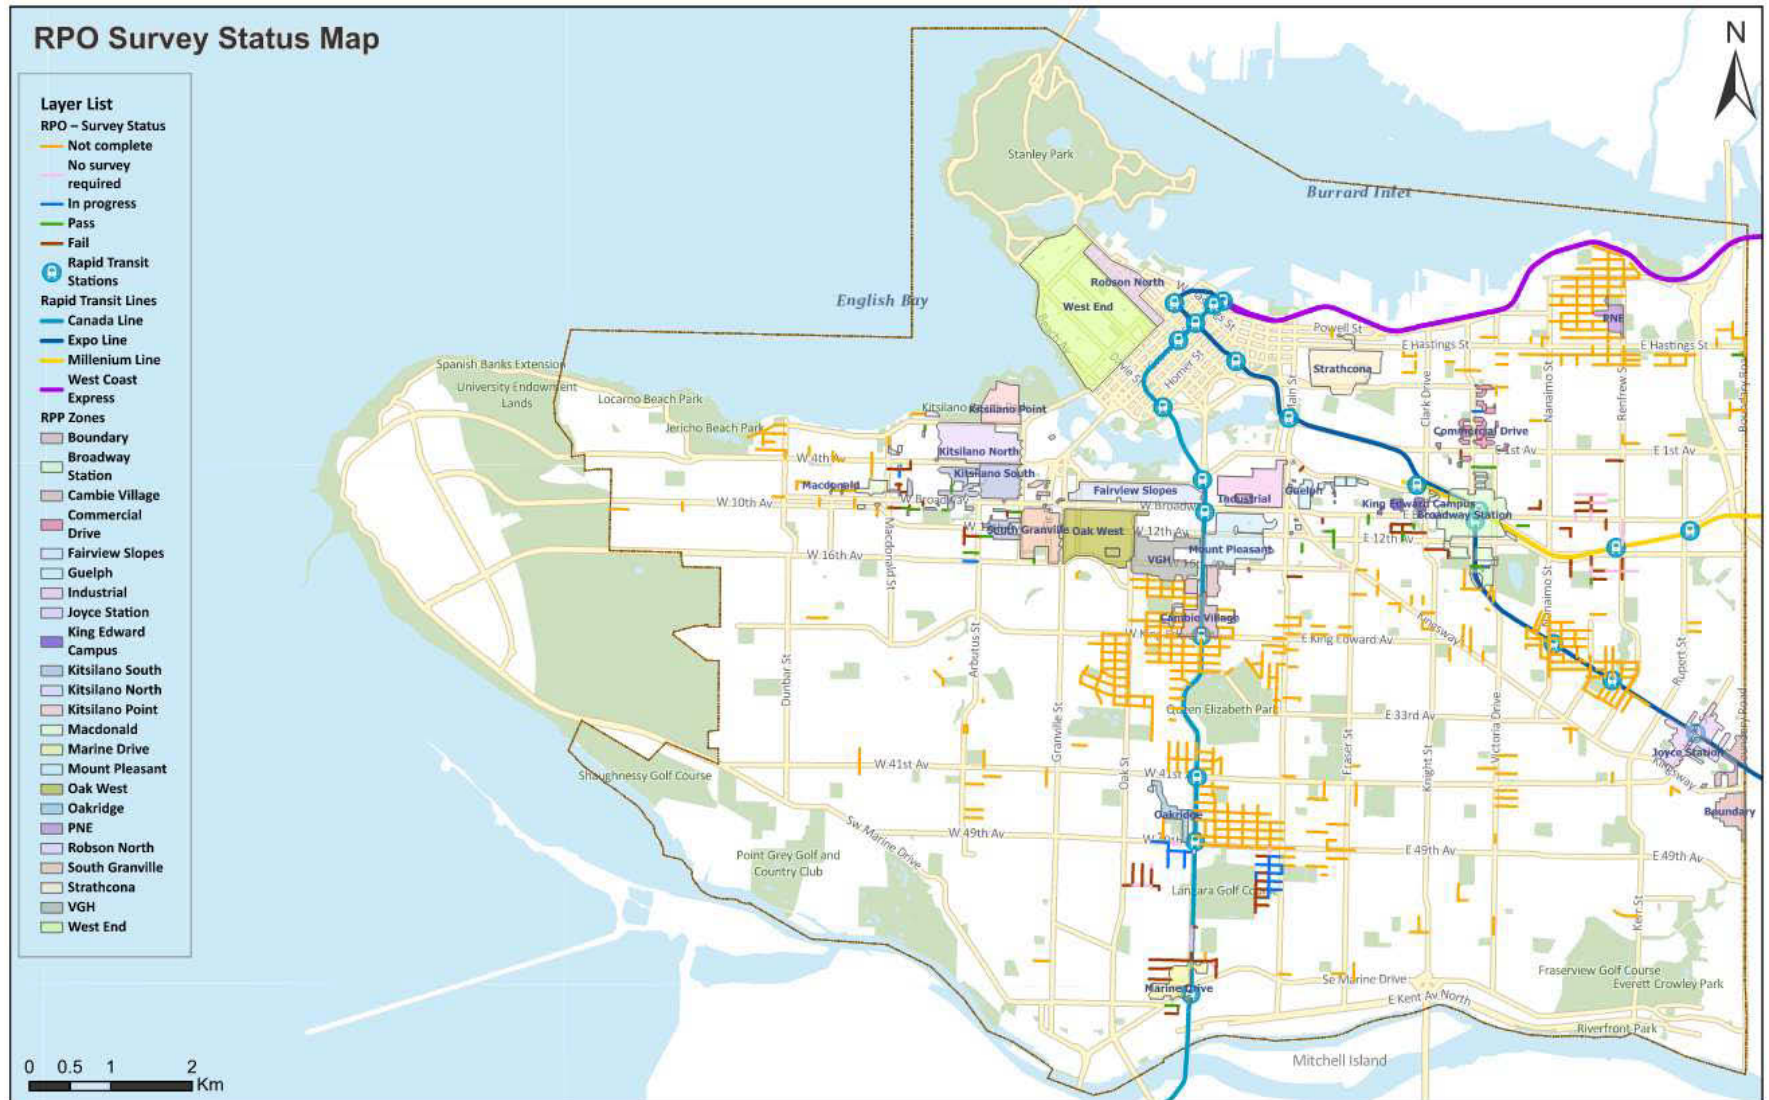 RPO Survey Status Map
N
Layer List
RPO – Survey Status
Not complete
No survey
required
In progress
Pass
Fail
Rapid Transit
Stations
Rapid Transit Lines
Canada Line
Expo Line
Millenium Line
West Coast
Express
RPP Zones
Boundary
Broadway
Station
Cambie Village
Commercial
Drive
Fairview Slopes
Guelph
Industrial
Joyce Station
King Edward
Campus
Kitsilano South
Kitsilano North
Kitsilano Point
Macdonald
Marine Drive
Mount Pleasant
Oak West
Oakridge
PNE
Robson North
South Granville
Strathcona
VGH
West End
0 0.5 1 2
Km
Stanley Park
Burrard Inlet
English Bay
Robson North
West End
Beach Av
Davie St
Homer St
Powell St
E Hastings St
E Hastings St
PNE
Strathcona
Main St
Clark Drive
Nanaimo St
Renfrew St
Spanish Banks Extension
University Endowment
Lands
Locarno Beach Park
Jericho Beach Park
Kitsilano Point
Kitsilano North
Kitsilano South
Commercial Drive
E 1st Av
E 1st Av
W 4th Av
Macdonald
W 10th Av
W Broadway
Fairview Slopes
Industrial
Guelph
King Edward Campus
Broadway Station
South Granville
Oak West
W 12th Av
E 12th Av
Mount Pleasant
VGH
W 16th Av
Macdonald St
Nanaimo St
Cambie Village
E King Edward Av
Kingsway
Dunbar St
Arbutus St
Rupert St
Queen Elizabeth Park
E 33rd Av
Granville St
Oak St
Fraser St
Knight St
Victoria Drive
Boundary Road
Joyce Station
Kingsway
Shaughnessy Golf Course
W 41st Av
W 41st
Oakridge
Boundary
Sw Marine Drive
W 49th Av
E 49th Av
E 49th Av
Point Grey Golf and
Country Club
Kerr St
Marine Drive
Se Marine Drive
E Kent Av North
Fraserview Golf Course
Everett Crowley Park
Riverfront Park
Mitchell Island